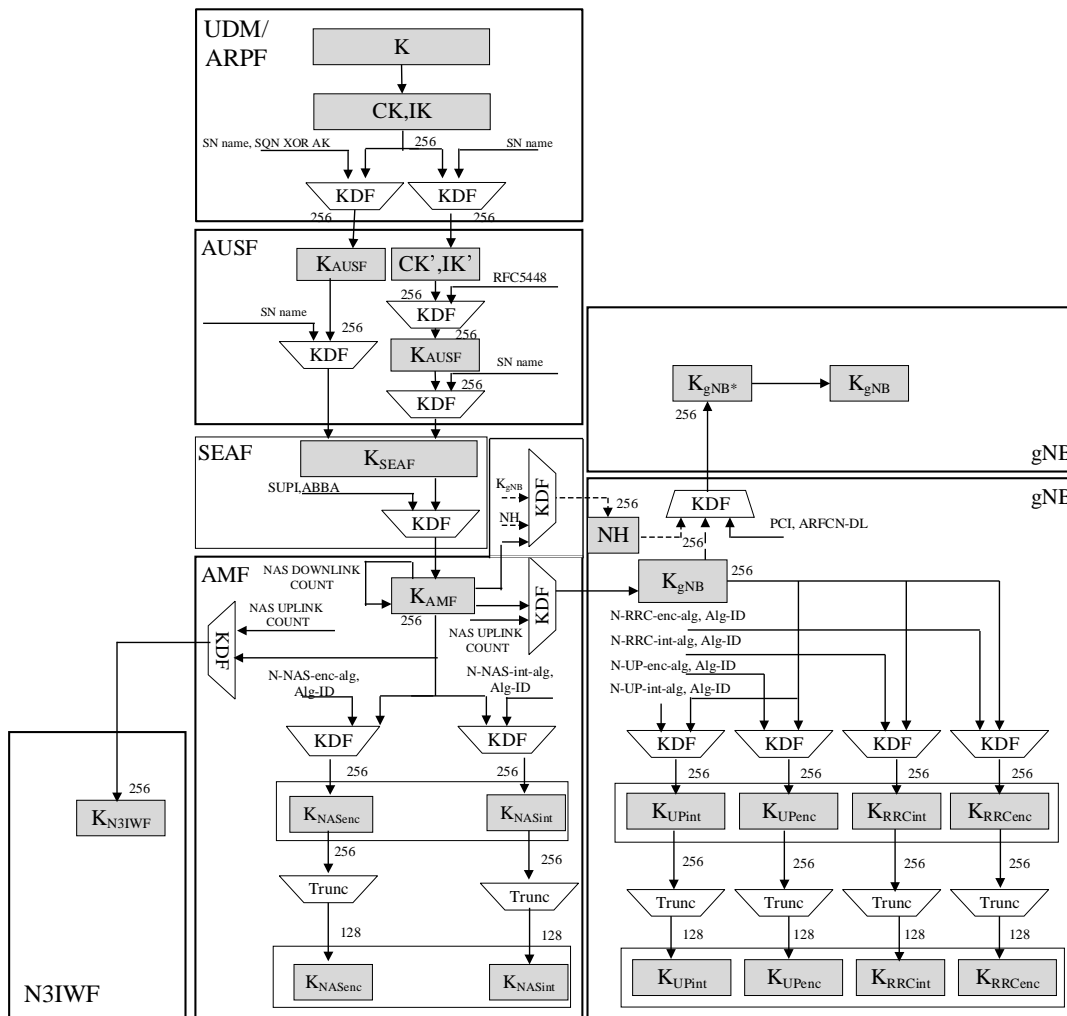 UDM/
ARPF
K
CK,IK
SN name, SQN XOR AK
256
SN name
KDF
KDF
256
256
AUSF
KAUSF
CK',IK'
RFC5448
256
KDF
SN name
256
256
KDF
KAUSF
SN name
256
KDF
KgNB*
KgNB
256
gNB
SEAF
KSEAF
SUPI,ABBA
KDF
KgNB
NH
KDF
256
NH
KDF
256
PCI, ARFCN-DL
gNB
AMF
NAS DOWNLINK
COUNT
KAMF
256
KDF
NAS UPLINK
COUNT
KgNB
256
NAS UPLINK
COUNT
KDF
N-RRC-enc-alg, Alg-ID
N-RRC-int-alg, Alg-ID
N-UP-enc-alg, Alg-ID
N-UP-int-alg, Alg-ID
N-NAS-enc-alg,
Alg-ID
N-NAS-int-alg,
Alg-ID
KDF
KDF
KDF
KDF
KDF
KDF
256
256
256
256
256
256
256
KN3IWF
KNASenc
KNASint
KUPint
KUPenc
KRRCint
KRRCenc
256
256
256
256
256
256
Trunc
Trunc
Trunc
Trunc
Trunc
Trunc
128
128
128
128
128
128
KNASenc
KNASint
KUPint
KUPenc
KRRCint
KRRCenc
N3IWF